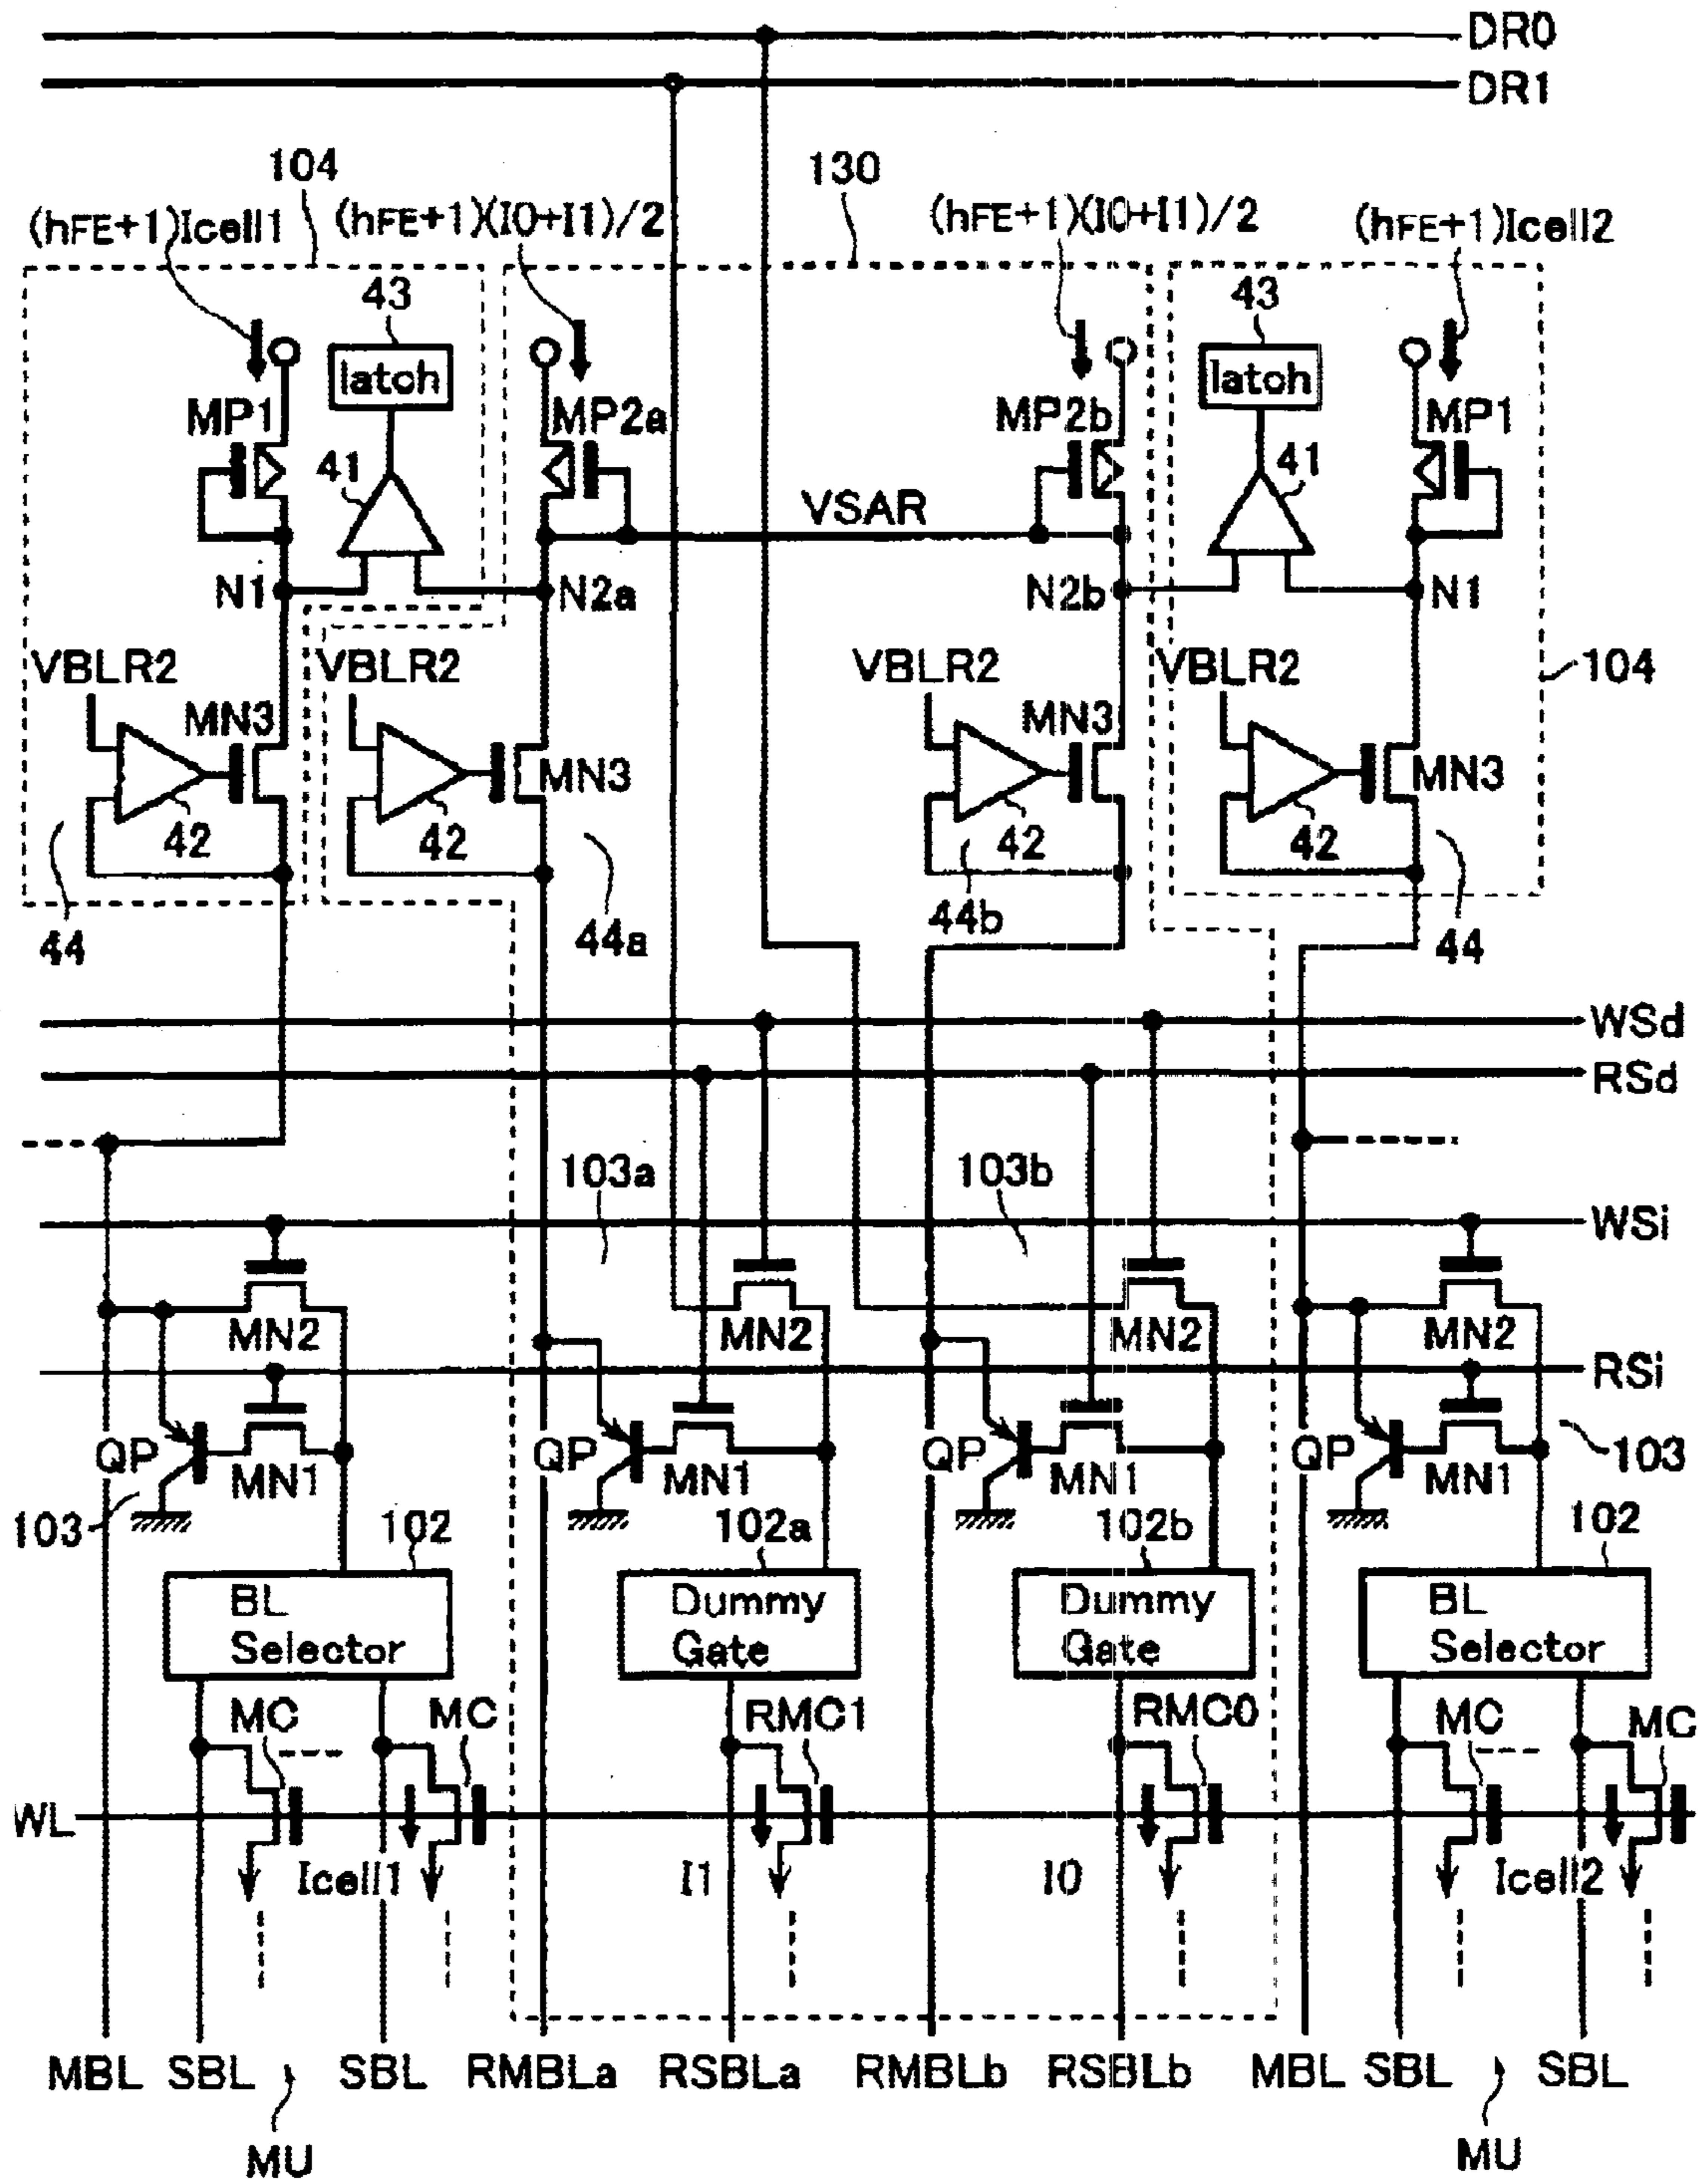 DR0
DR1
104
130
(hFE+1)Icell1
(hFE+1)(I0+I1)/2
(hFE+1)(I0+I1)/2
(hFE+1)Icell2
43
43
latch
latch
MP1
MP2a
MP2b
MP1
41
41
VSAR
N1
N2a
N2b
N1
VBLR2
VBLR2
VBLR2
VBLR2
104
MN3
MN3
MN3
MN3
42
42
42
42
44
44a
44b
44
WSd
RSd
103a
103b
WSi
MN2
MN2
MN2
MN2
RSi
QP
QP
QP
QP
MN1
MN1
MN1
MN1
103
103
102
102a
102b
102
BL
Selector
Dummy
Gate
Dummy
Gate
BL
Selector
MC
MC
RMC1
RMC0
MC
MC
WL
Icell1
I1
I0
Icell2
MBL
SBL
SBL
RMBLa
RSBLa
RMBLb
RSBLb
MBL
SBL
SBL
MU
MU